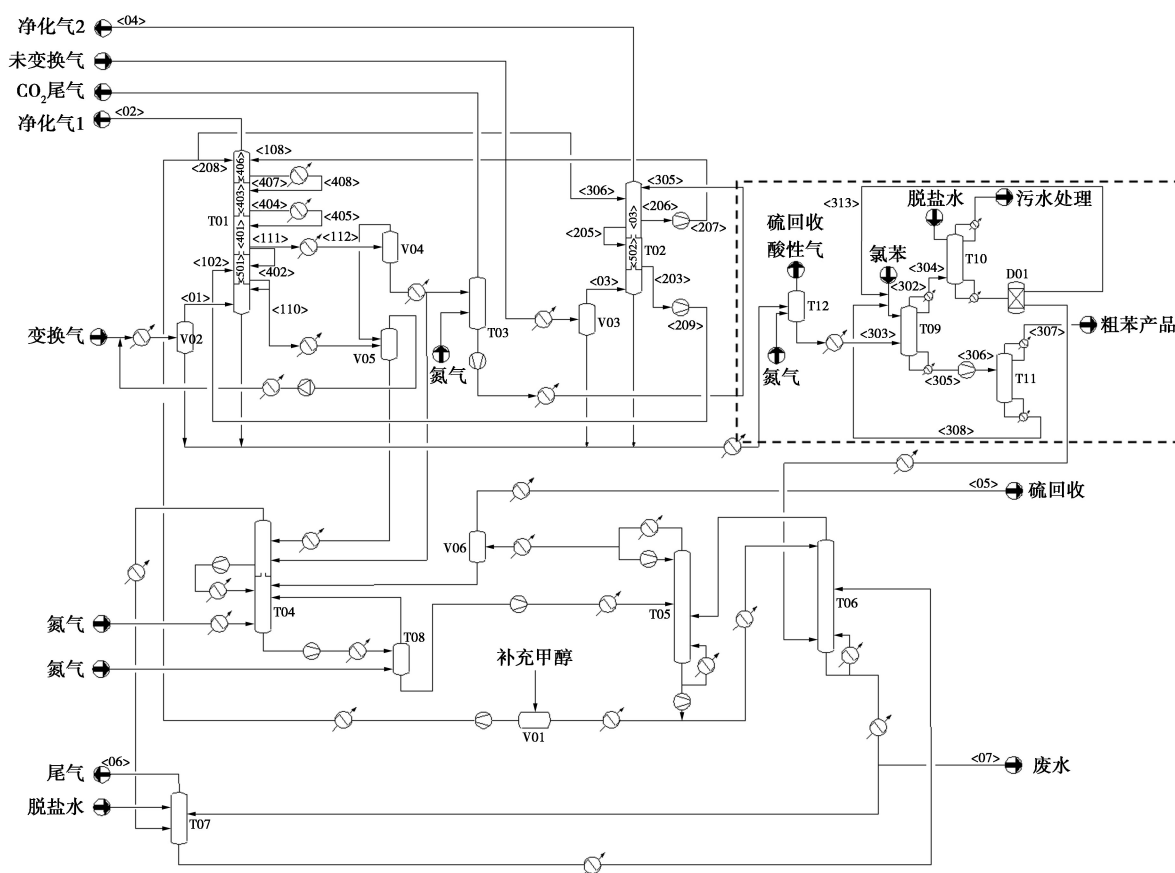 净化气2
<04>
未变换气
CO₂尾气
净化气1
<02>
<208>
<108>
<406>
<407>
<408>
<403>
<404>
<405>
T01
<401>
<111>
<112>
<402>
<501>
<102>
<110>
<01>
变换气
V02
V04
V05
氮气
T03
<306>
<305>
<206>
<207>
<205>
<03>
T02
<502>
<03>
<203>
<209>
V03
<313>
脱盐水
污水处理
硫回收
酸性气
氯苯
<304>
T10
D01
<302>
T12
T09
<303>
<307>
粗苯产品
<306>
<305>
T11
氮气
<308>
<05>
硫回收
V06
T04
T05
T06
T08
氮气
氮气
补充甲醇
V01
<07>
废水
尾气
<06>
脱盐水
T07